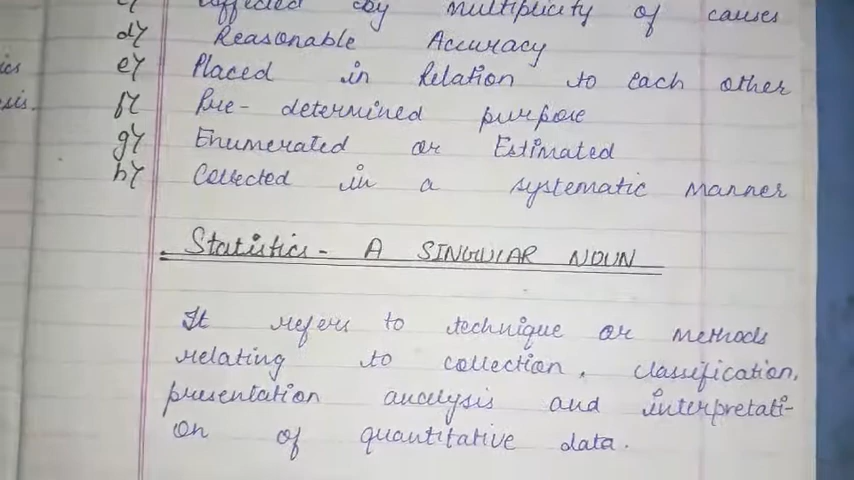 affected by multiplicity of causes
d) Reasonable Accuracy
e) Placed in Relation to each other
f) Pre-determined purpose
g) Enumerated or Estimated
h) Collected in a systematic manner
Statistics - A SINGULAR NOUN
It refers to technique or methods
relating to collection, classification,
presentation analysis and interpretati-
on of quantitative data.